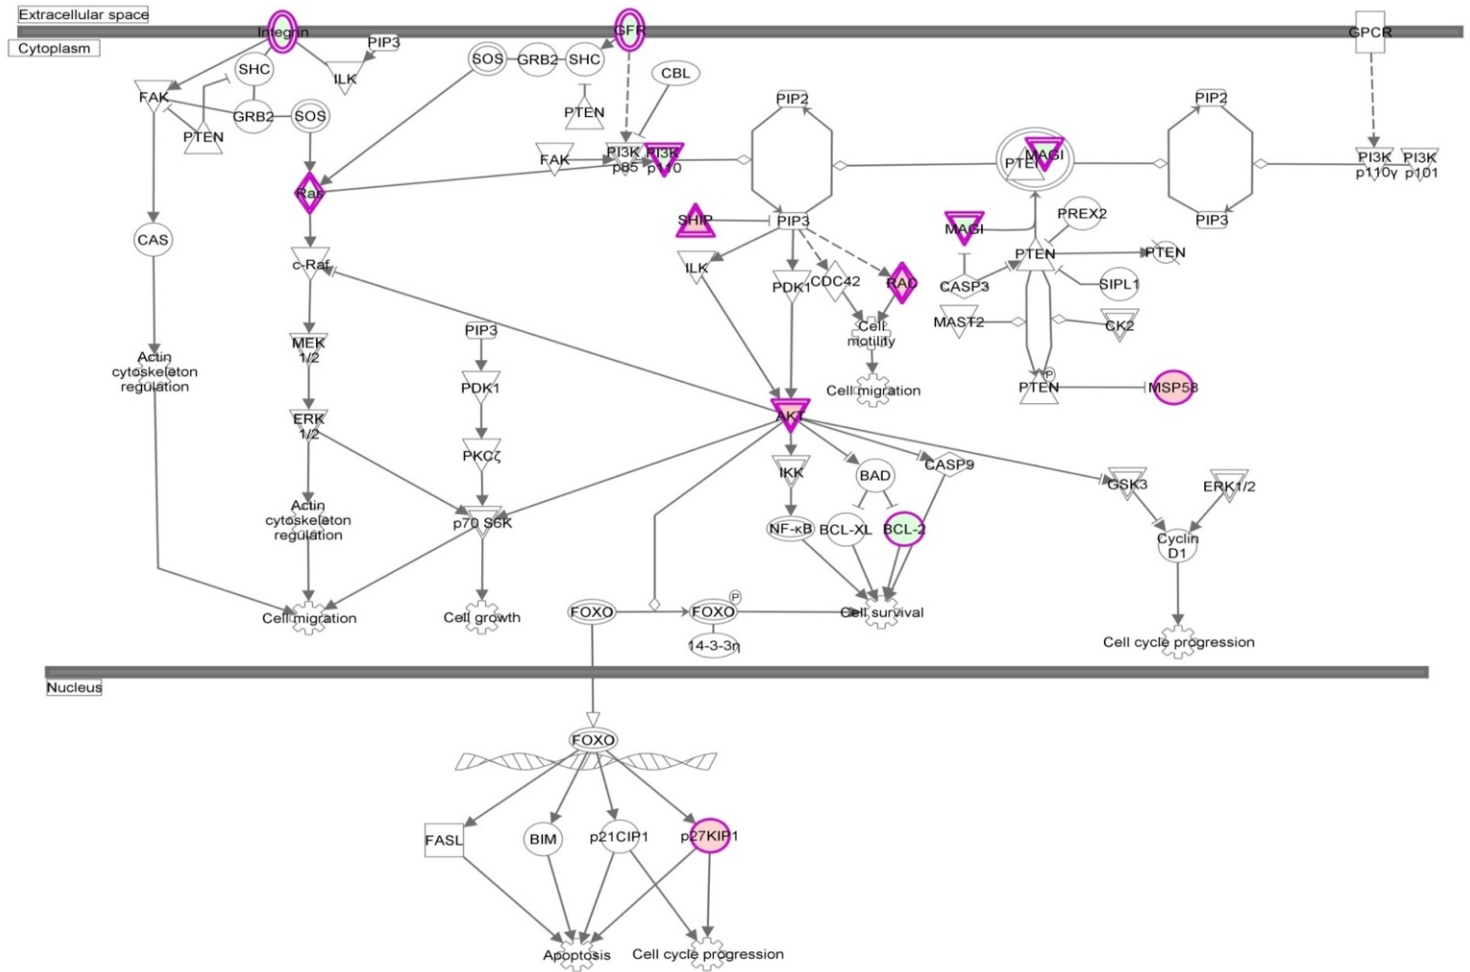 Extracellular space
Cytoplasm
Integrin
PIP3
GFR
GPCR
SHC
ILK
SOS
GRB2
SHC
CBL
FAK
GRB2
SOS
PTEN
PTEN
PIP2
PIP2
FAK
PI3K
p85
PI3K
p110
PTEN
MAGI
PI3K
p110γ
PI3K
p101
Ras
SHIP
PIP3
MAGI
PREX2
PIP3
CAS
c-Raf
ILK
PDK1
CDC42
RAC
PTEN
PTEN
CASP3
SIPL1
MAST2
CK2
Cell
motility
MEK
1/2
PIP3
Actin
cytoskeleton
regulation
PDK1
Cell migration
P
PTEN
MSP58
ERK
1/2
AKT
PKCζ
IKK
BAD
CASP9
GSK3
ERK1/2
Actin
cytoskeleton
regulation
p70 S6K
NF-κB
BCL-XL
BCL-2
Cyclin
D1
Cell migration
Cell growth
FOXO
FOXO
P
Cell survival
14-3-3η
Cell cycle progression
Nucleus
FOXO
FASL
BIM
p21CIP1
p27KIP1
Apoptosis
Cell cycle progression